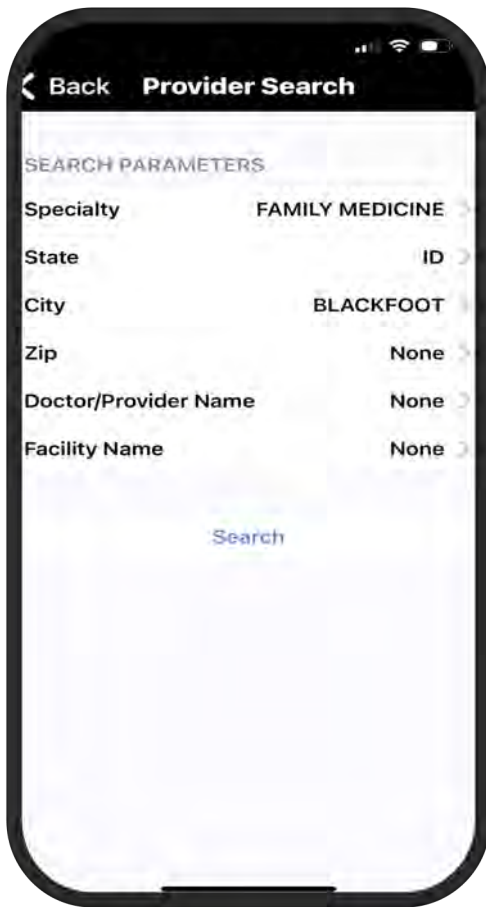 Back Provider Search
SEARCH PARAMETERS
Specialty FAMILY MEDICINE
State ID
City BLACKFOOT
Zip None
Doctor/Provider Name None
Facility Name None
Search